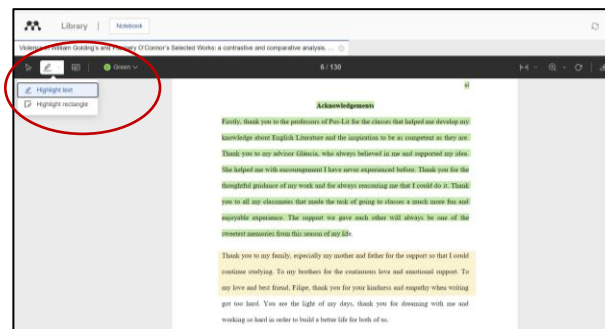 Library
Notebook
Violence in William Golding's and Flannery O'Connor's Selected Works: a contrastive and comparative analysis, ...
Green
6 / 130
Highlight text
Highlight rectangle
Acknowledgements
Firstly, thank you to the professors of Pos-Lit for the classes that helped me develop my
knowledge about English Literature and the inspiration to be as competent as they are.
Thank you to my advisor Gláucia, who always believed in me and supported my idea.
She helped me with encouragement I have never experienced before. Thank you for the
thoughtful guidance of my work and for always reassuring me that I could do it. Thank
you to all my classmates that made the task of going to classes a much more fun and
enjoyable experience. The support we gave each other will always be one of the
sweetest memories from this season of my life.
Thank you to my family, especially my mother and father for the support so that I could
continue studying. To my brothers for the continuous love and emotional support. To
my love and best friend, Filipe, thank you for your kindness and empathy when writing
got too hard. You are the light of my days, thank you for dreaming with me and
working so hard in order to build a better life for both of us.